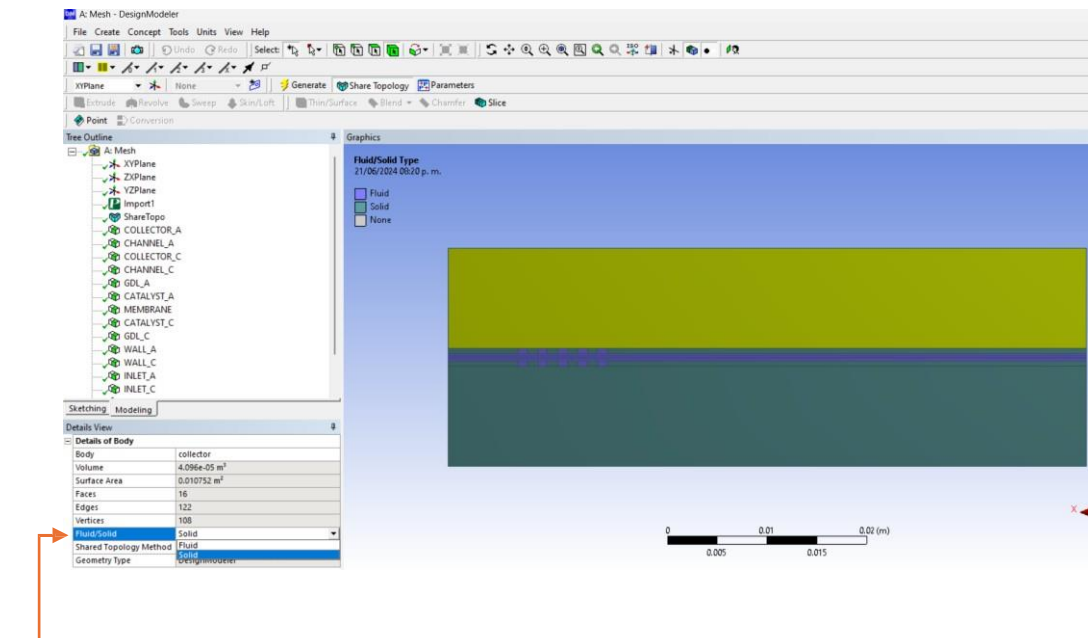 A: Mesh - DesignModeler
File Create Concept Tools Units View Help
Undo Redo Select:
XYPlane None Generate Share Topology Parameters
Extrude Revolve Sweep Skin/Loft Thin/Surface Blend Chamfer Slice
Point Conversion
Tree Outline
A: Mesh
XYPlane
ZXPlane
YZPlane
Import1
ShareTopo
COLLECTOR_A
CHANNEL_A
COLLECTOR_C
CHANNEL_C
GDL_A
CATALYST_A
MEMBRANE
CATALYST_C
GDL_C
WALL_A
WALL_C
INLET_A
INLET_C
Sketching Modeling
Details View
Details of Body
Body collector
Volume 4.096e-05 m³
Surface Area 0.010752 m²
Faces 16
Edges 122
Vertices 108
Fluid/Solid Solid
Shared Topology Method Fluid
Solid
Geometry Type DesignModeler
Graphics
Fluid/Solid Type
21/06/2024 08:20 p. m.
Fluid
Solid
None
0 0.01 0.02 (m)
0.005 0.015
X